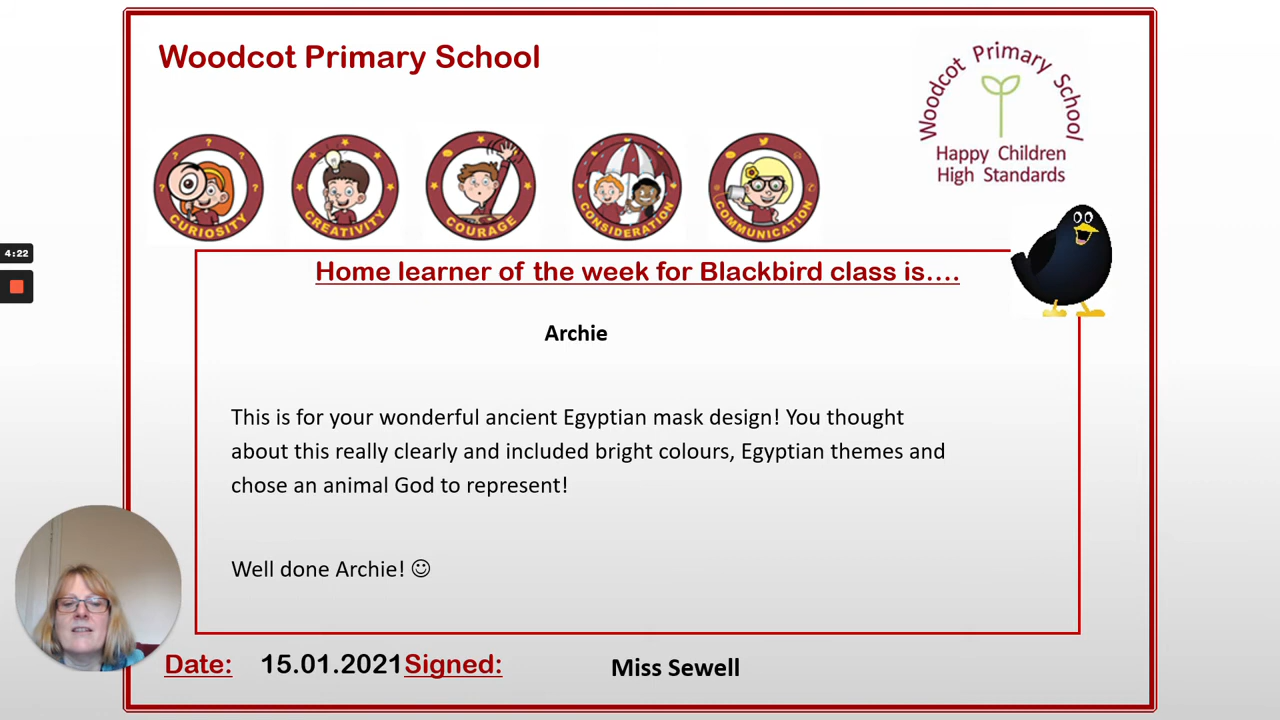 Woodcot Primary School
Woodcot Primary School
Happy Children
High Standards
CURIOSITY
CREATIVITY
COURAGE
CONSIDERATION
COMMUNICATION
4:22
Home learner of the week for Blackbird class is....
Archie
This is for your wonderful ancient Egyptian mask design! You thought
about this really clearly and included bright colours, Egyptian themes and
chose an animal God to represent!
Well done Archie! ☺
Date: 15.01.2021 Signed: Miss Sewell